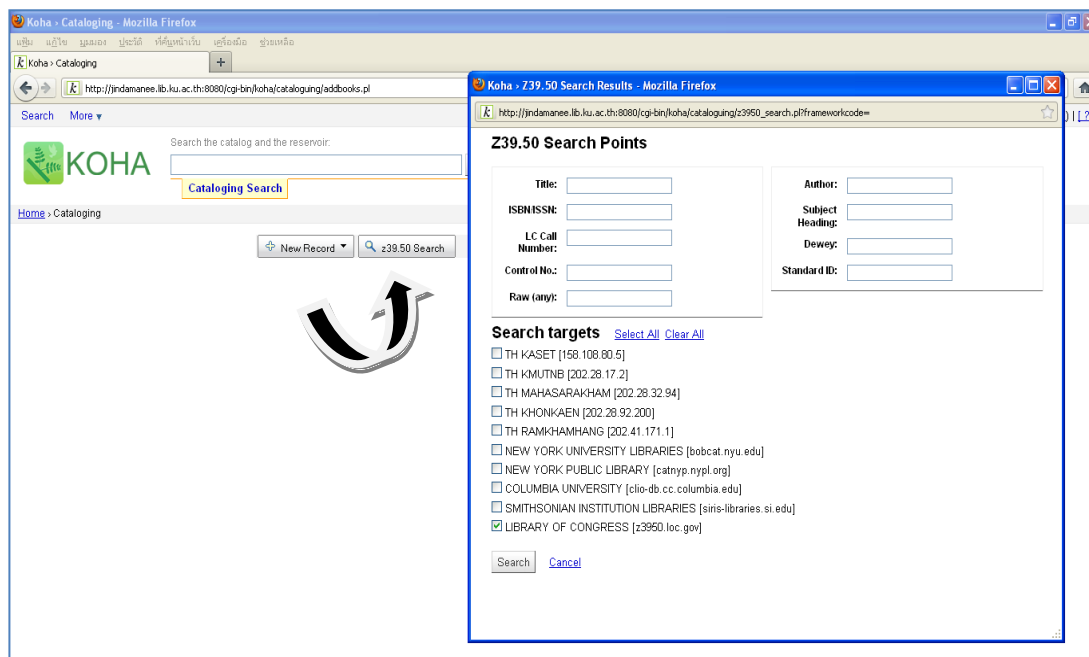 Koha › Cataloging - Mozilla Firefox
แฟ้ม แก้ไข มุมมอง ประวัติ ที่คั่นหน้าเว็บ เครื่องมือ ช่วยเหลือ
Koha › Cataloging
http://jindamanee.lib.ku.ac.th:8080/cgi-bin/koha/cataloguing/addbooks.pl
Search More ▾
KOHA
Search the catalog and the reservoir:
Cataloging Search
Home › Cataloging
New Record
z39.50 Search
Koha › Z39.50 Search Results - Mozilla Firefox
http://jindamanee.lib.ku.ac.th:8080/cgi-bin/koha/cataloguing/z3950_search.pl?frameworkcode=
) | [ ?
Z39.50 Search Points
Title:
ISBN/ISSN:
LC Call
Number:
Control No.:
Raw (any):
Author:
Subject
Heading:
Dewey:
Standard ID:
Search targets Select All Clear All
TH KASET [158.108.80.5]
TH KMUTNB [202.28.17.2]
TH MAHASARAKHAM [202.28.32.94]
TH KHONKAEN [202.28.92.200]
TH RAMKHAMHANG [202.41.171.1]
NEW YORK UNIVERSITY LIBRARIES [bobcat.nyu.edu]
NEW YORK PUBLIC LIBRARY [catnyp.nypl.org]
COLUMBIA UNIVERSITY [clio-db.cc.columbia.edu]
SMITHSONIAN INSTITUTION LIBRARIES [siris-libraries.si.edu]
LIBRARY OF CONGRESS [z3950.loc.gov]
Search Cancel